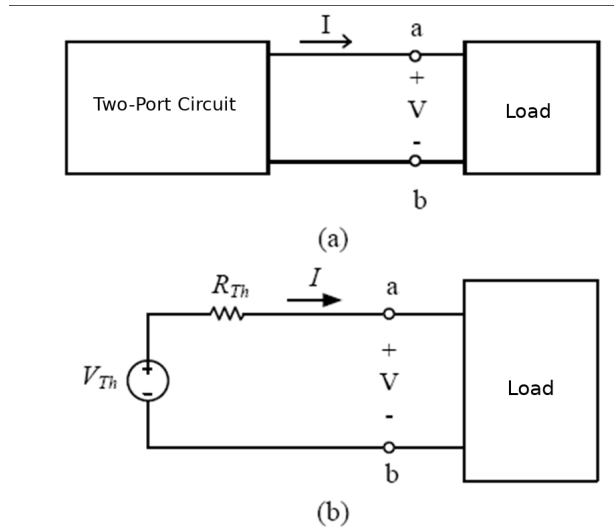 I
a
+
Two-Port Circuit
V
Load
-
b
(a)
R_Th
I
a
+
V_Th
+
-
V
Load
-
b
(b)